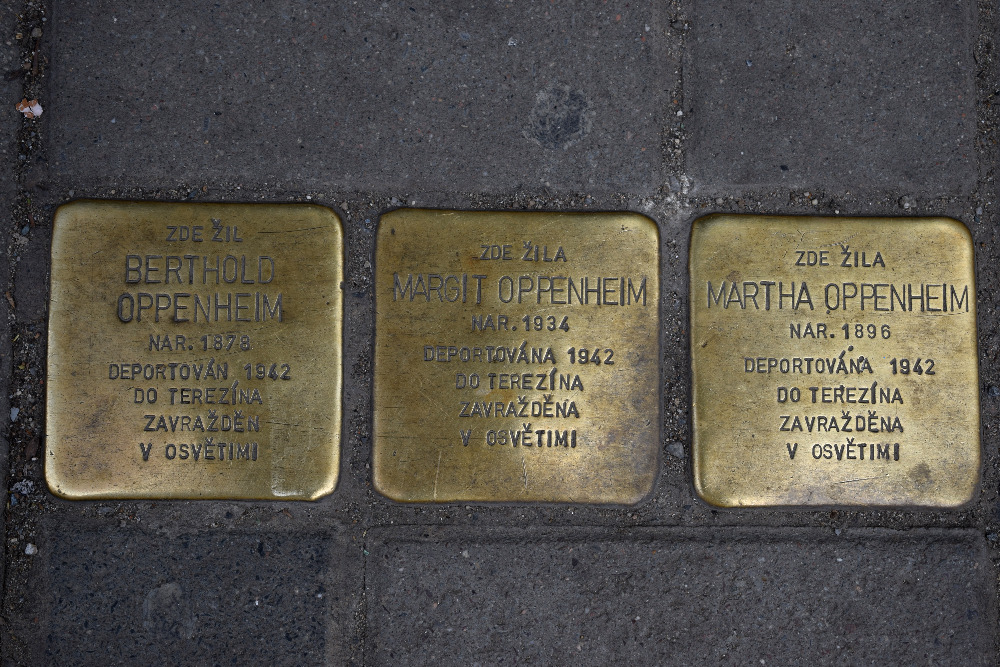 ZDE ŽIL
BERTHOLD
OPPENHEIM
NAR. 1878
DEPORTOVÁN 1942
DO TEREZÍNA
ZAVRAŽDĚN
V OSVĚTIMI
ZDE ŽILA
MARGIT OPPENHEIM
NAR. 1934
DEPORTOVÁNA 1942
DO TEREZÍNA
ZAVRAŽDĚNA
V OSVĚTIMI
ZDE ŽILA
MARTHA OPPENHEIM
NAR. 1896
DEPORTOVÁNA 1942
DO TEREZÍNA
ZAVRAŽDĚNA
V OSVĚTIMI